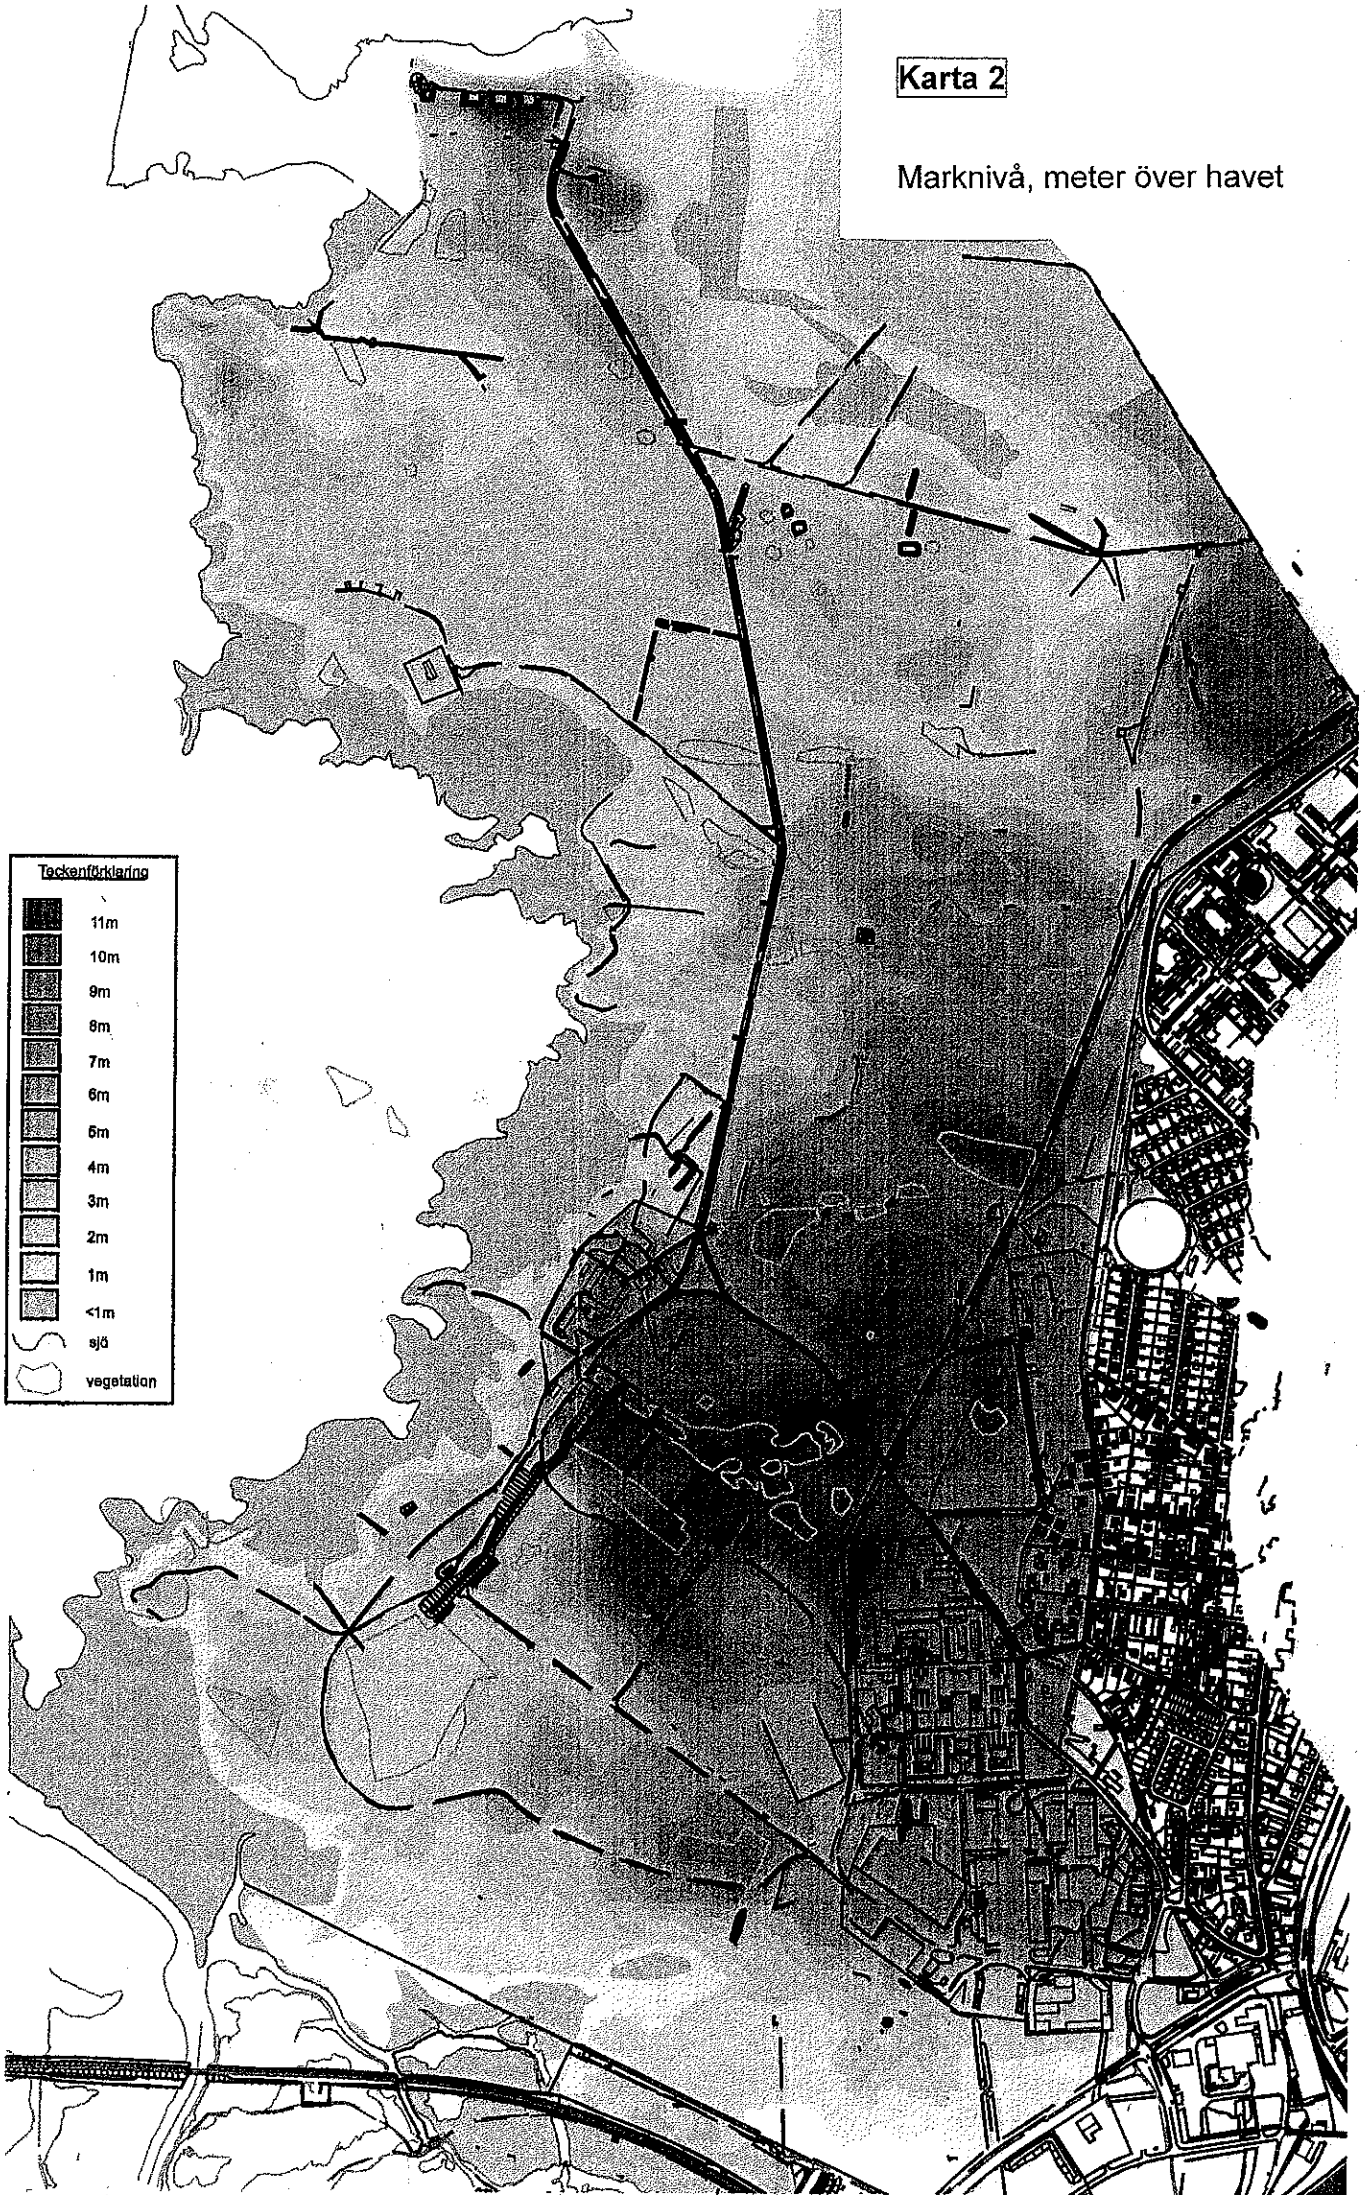 Karta 2
Marknivå, meter över havet
Teckenförklaring
11m
10m
9m
8m
7m
6m
5m
4m
3m
2m
1m
<1m
sjö
vegetation